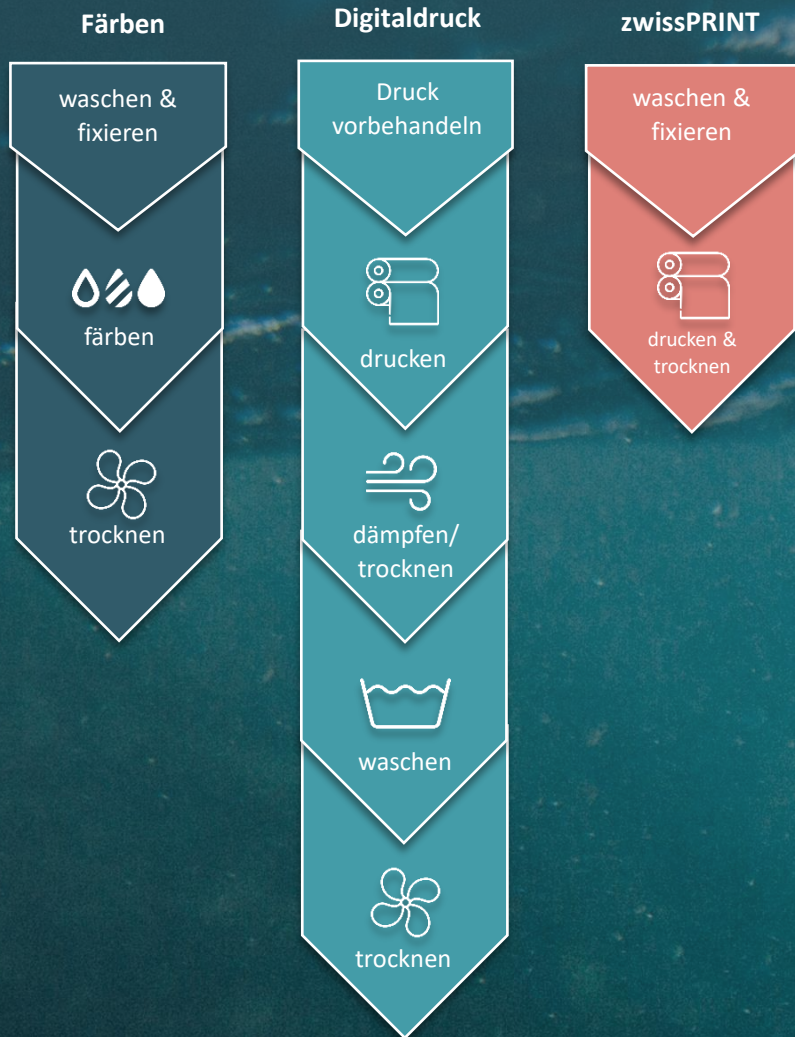 Färben
waschen &
fixieren
färben
trocknen
Digitaldruck
Druck
vorbehandeln
drucken
dämpfen/
trocknen
waschen
trocknen
zwissPRINT
waschen &
fixieren
drucken &
trocknen